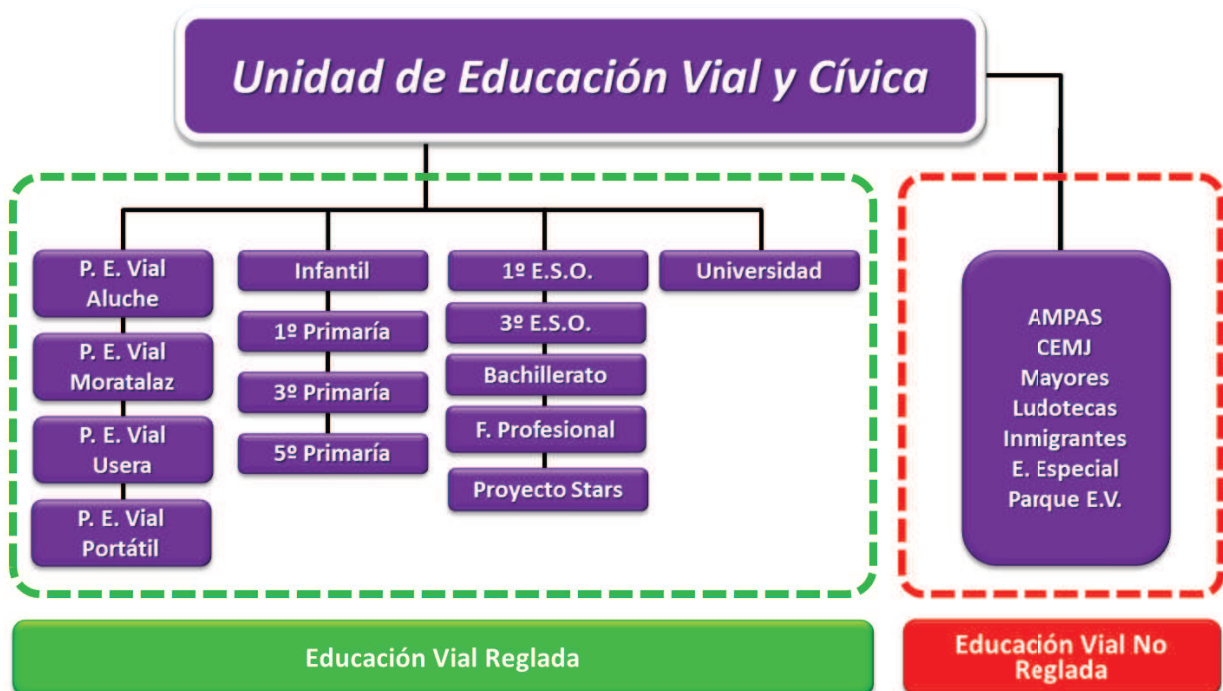 Unidad de Educación Vial y Cívica
P. E. Vial
Aluche
P. E. Vial
Moratalaz
P. E. Vial
Usera
P. E. Vial
Portátil
Infantil
1º Primaría
3º Primaría
5º Primaría
1º E.S.O.
3º E.S.O.
Bachillerato
F. Profesional
Proyecto Stars
Universidad
AMPAS
CEMJ
Mayores
Ludotecas
Inmigrantes
E. Especial
Parque E.V.
Educación Vial Reglada
Educación Vial No
Reglada